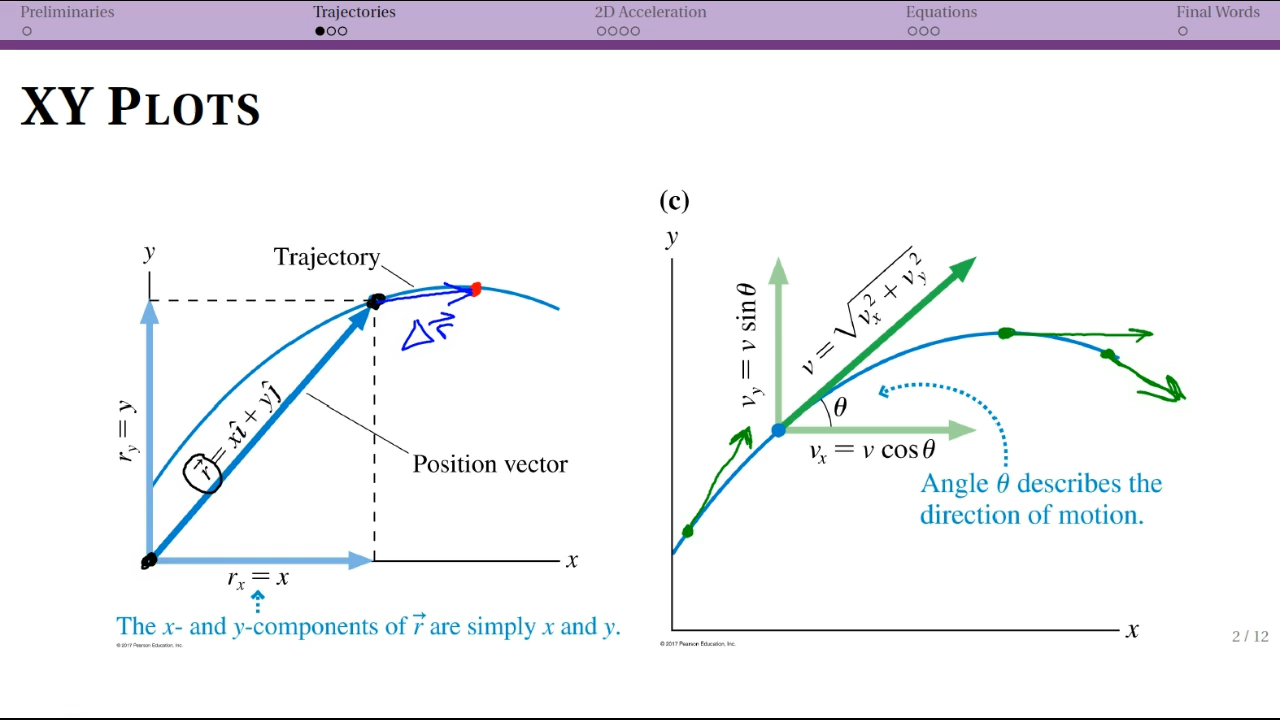 Preliminaries Trajectories 2D Acceleration Equations Final Words
XY PLOTS
y
Trajectory
Δr⃗
r_y = y
r⃗ = xî + yĵ
Position vector
x
r_x = x
The x- and y-components of r⃗ are simply x and y.
© 2017 Pearson Education, Inc.
(c)
y
v_y = v sin θ
v = √(v_x² + v_y²)
θ
v_x = v cos θ
Angle θ describes the
direction of motion.
x
© 2017 Pearson Education, Inc.
2 / 12